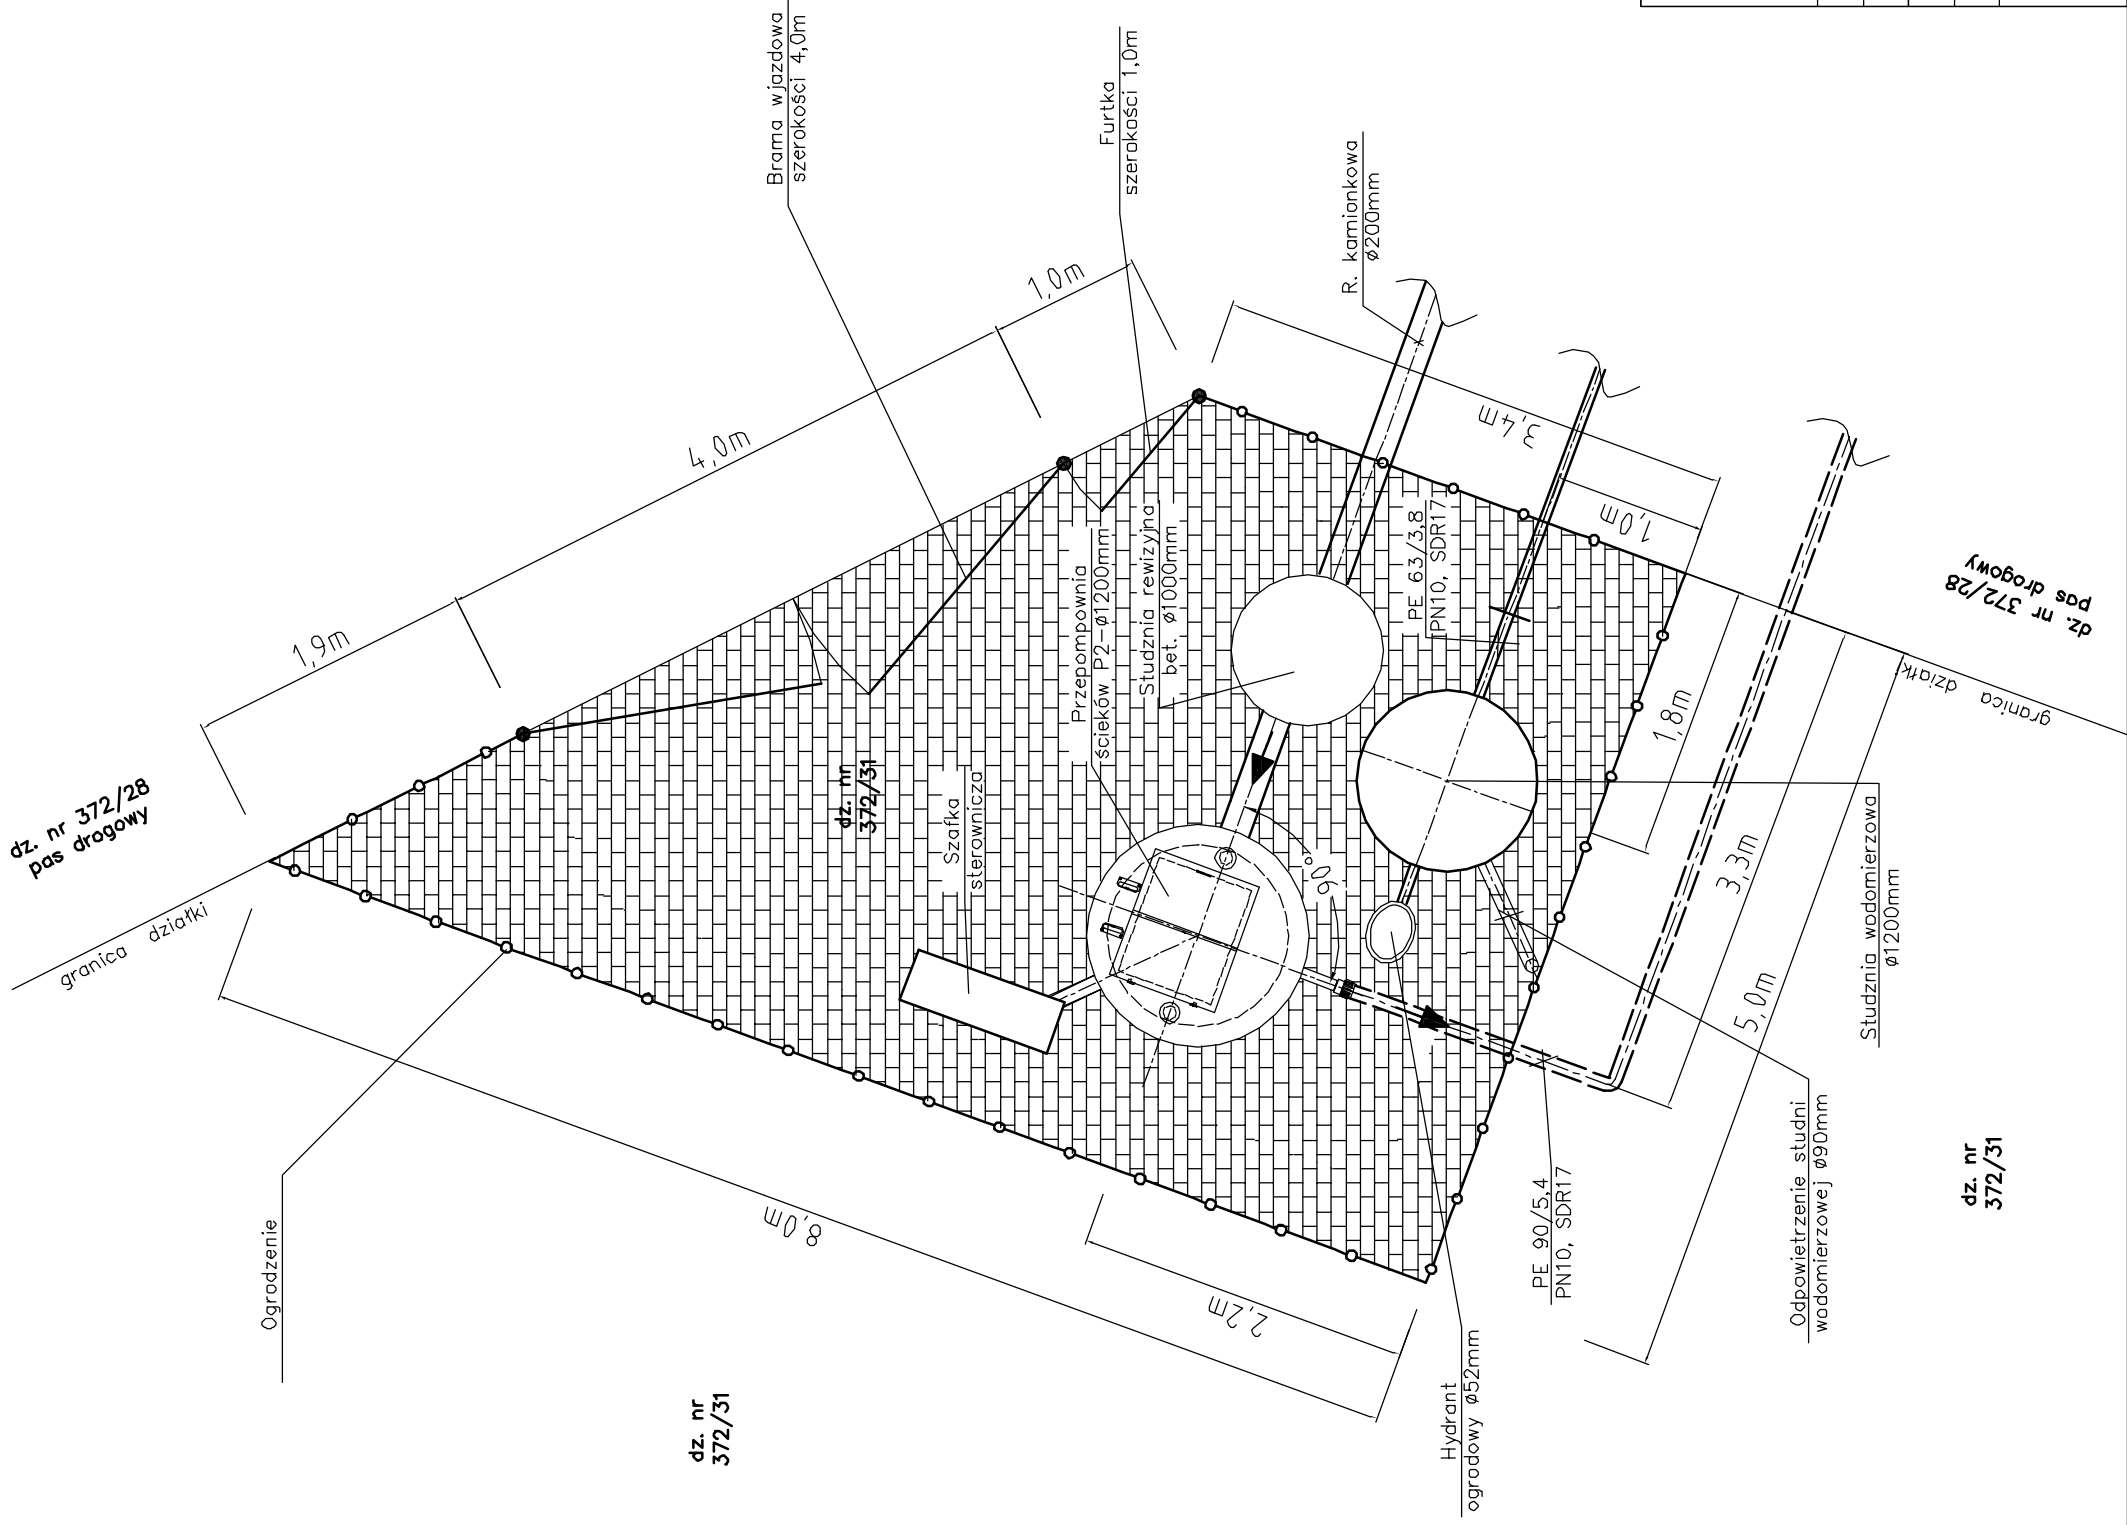 Brama wjazdowa
szerokości 4,0m
Furtka
szerokości 1,0m
R. kamionkowa
ø200mm
1,0m
4,0m
1,9m
3,4m
1,0m
dz. nr 372/28
pas drogowy
granica działki
Przepompownia
ścieków P2-ø1200mm
Studznia rewizyjna
bet. ø1000mm
PE 63/3,8
PN10, SDR17
dz. nr
372/31
Szafka
sterownicza
90°
dz. nr 372/28
pas drogowy
granica działki
1,8m
3,3m
5,0m
Studznia wodomierzowa
ø1200mm
Ogrodzenie
8,0m
2,2m
PE 90/5,4
PN10, SDR17
Odpowietrzenie studni
wodomierzowej ø90mm
dz. nr
372/31
dz. nr
372/31
Hydrant
ogrodowy ø52mm